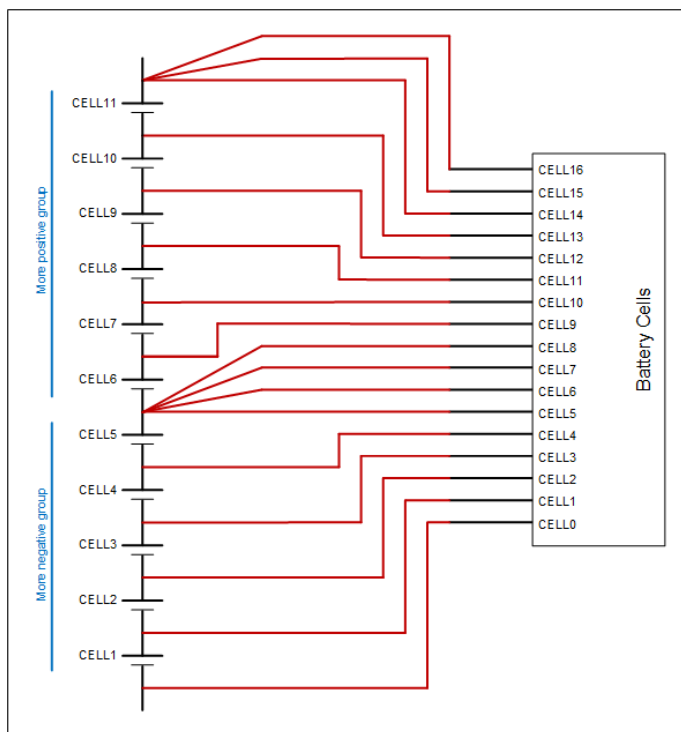 CELL11
CELL10
CELL9
CELL8
CELL7
CELL6
CELL5
CELL4
CELL3
CELL2
CELL1
More positive group
More negative group
CELL16
CELL15
CELL14
CELL13
CELL12
CELL11
CELL10
CELL9
CELL8
CELL7
CELL6
CELL5
CELL4
CELL3
CELL2
CELL1
CELL0
Battery Cells